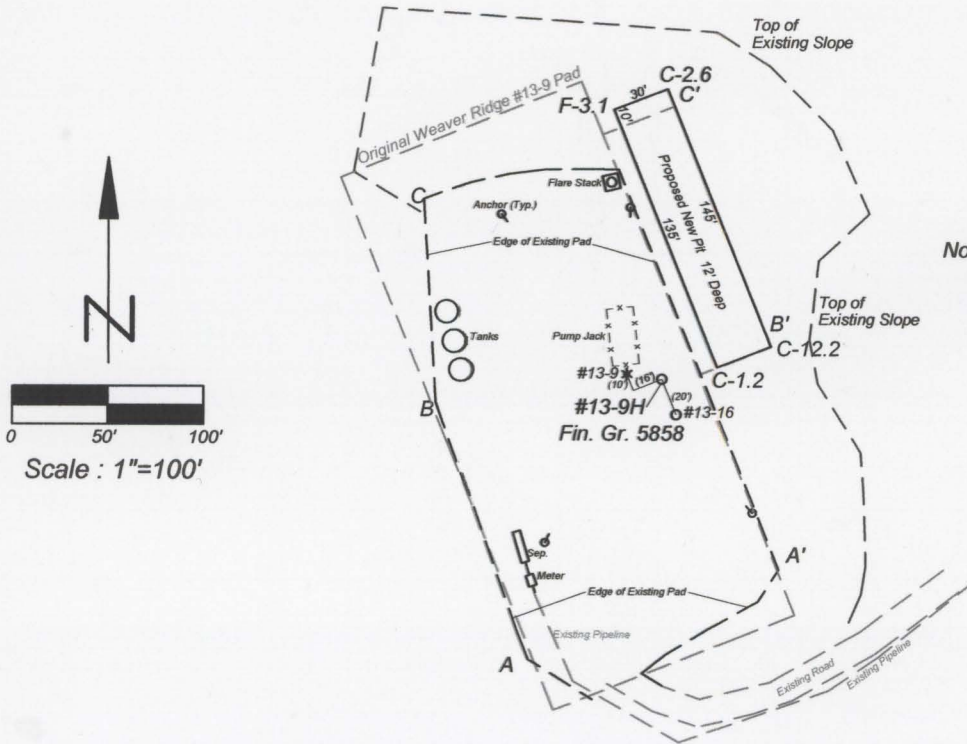 Top of
Existing Slope
C-2.6
C'
30'
F-3.1
10'
Original Weaver Ridge #13-9 Pad
Proposed New Pit 12' Deep
145'
135'
Flare Stack
C
Anchor (Typ.)
Edge of Existing Pad
No
N
Top of
Existing Slope
Tanks
Pump Jack
B'
C-12.2
#13-9
(10')
(16')
C-1.2
0 50' 100'
Scale : 1"=100'
B
#13-9H
(20')
#13-16
Fin. Gr. 5858
Sep.
Meter
A'
Edge of Existing Pad
Existing Pipeline
A
Existing Road
Existing Pipeline